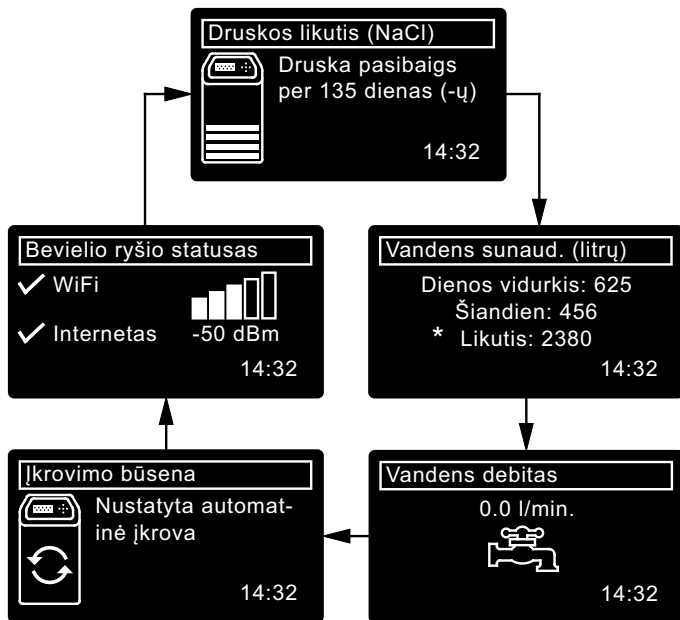 Druskos likutis (NaCl)
Druska pasibaigs
per 135 dienas (-ų)
14:32
Vandens sunaud. (litrų)
Dienos vidurkis: 625
Šiandien: 456
* Likutis: 2380
14:32
Vandens debitas
0.0 l/min.
14:32
Įkrovimo būsena
Nustatyta automat-
inė įkrova
14:32
Bevielio ryšio statusas
WiFi
Internetas -50 dBm
14:32